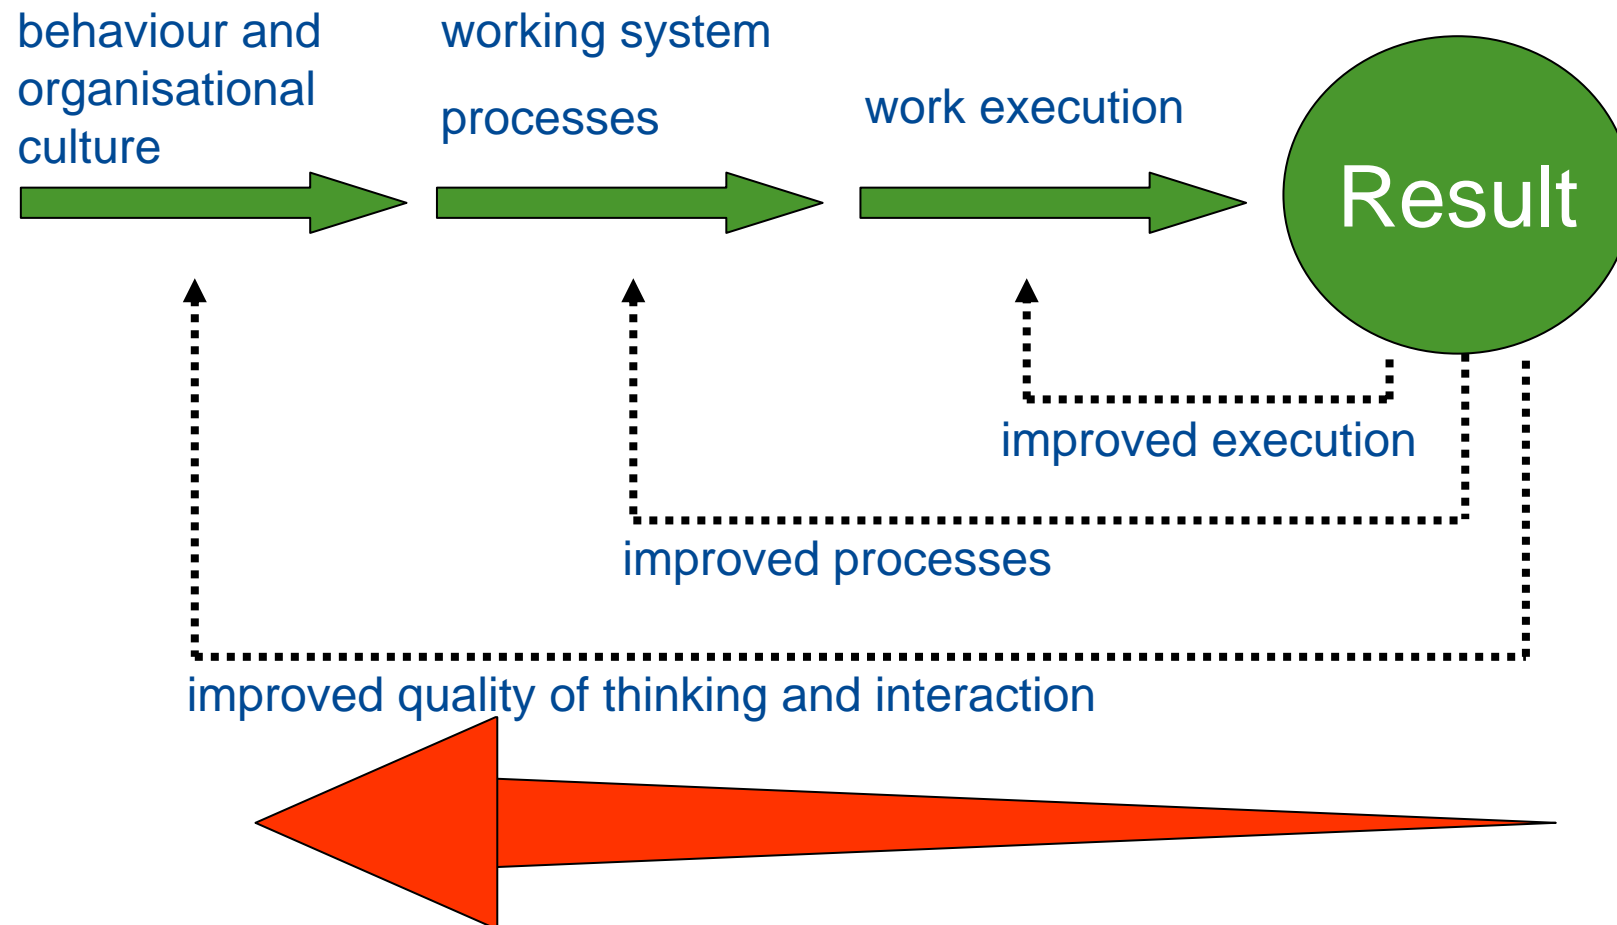 behaviour and
organisational
culture
working system
processes
work execution
Result
improved execution
improved processes
improved quality of thinking and interaction